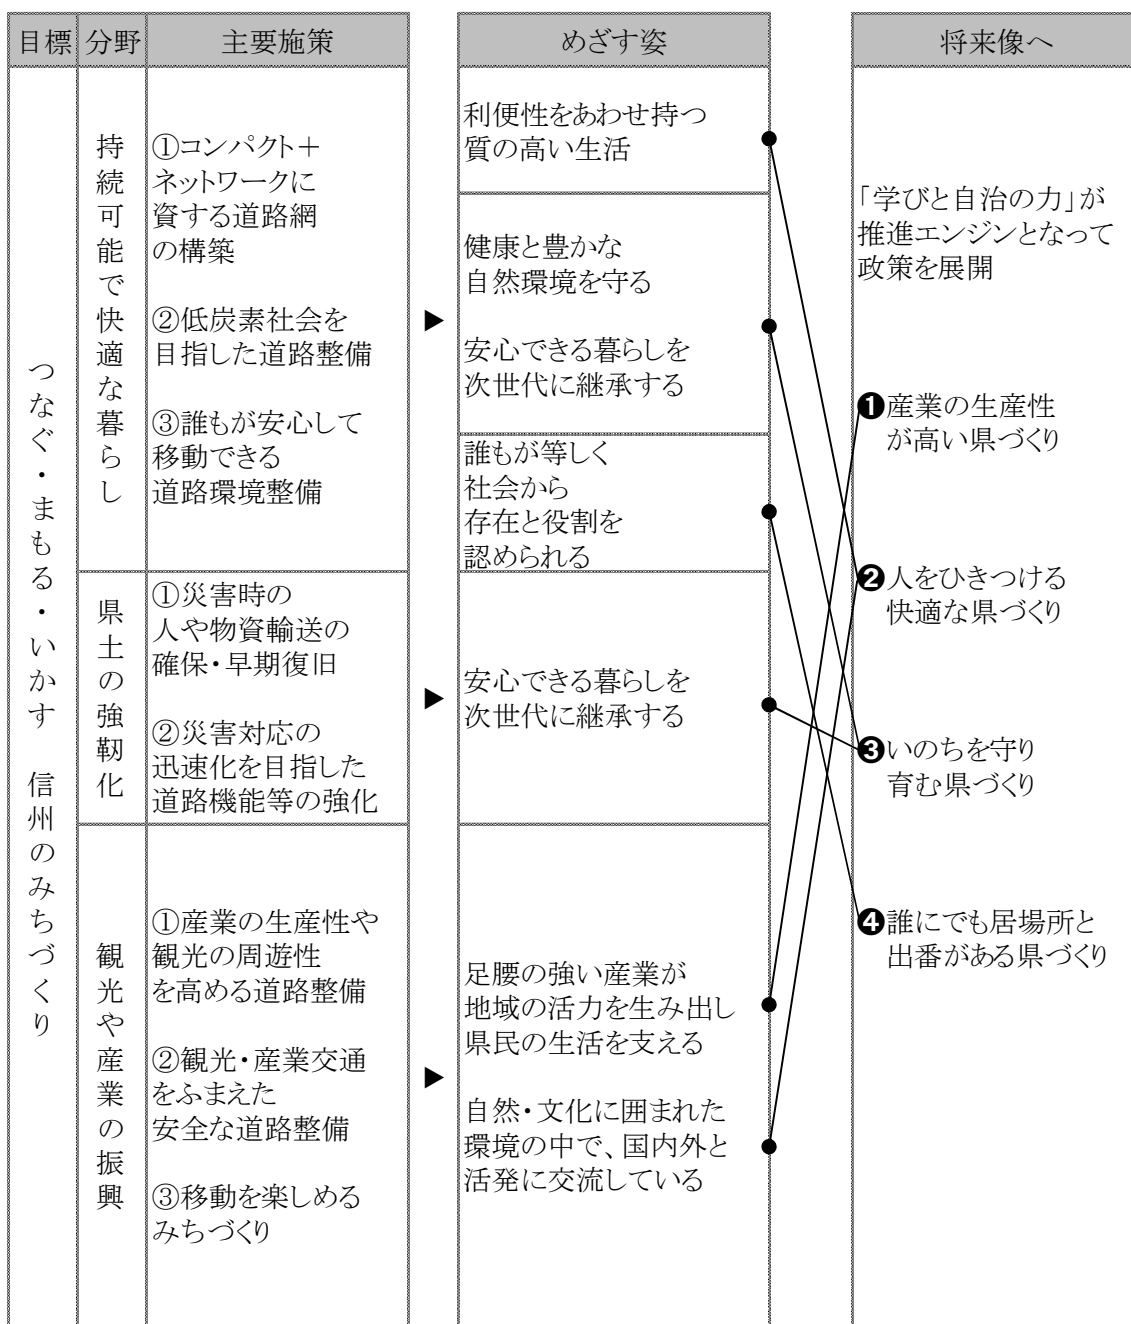 目標
分野
主要施策
めざす姿
将来像へ
つなぐ・まもる・いかす　信州のみちづくり
持続可能で快適な暮らし
①コンパクト＋
ネットワークに
資する道路網
の構築
②低炭素社会を
目指した道路整備
③誰もが安心して
移動できる
道路環境整備
▶
利便性をあわせ持つ
質の高い生活
健康と豊かな
自然環境を守る
安心できる暮らしを
次世代に継承する
誰もが等しく
社会から
存在と役割を
認められる
県土の強靭化
①災害時の
人や物資輸送の
確保・早期復旧
②災害対応の
迅速化を目指した
道路機能等の強化
▶
安心できる暮らしを
次世代に継承する
観光や産業の振興
①産業の生産性や
観光の周遊性
を高める道路整備
②観光・産業交通
をふまえた
安全な道路整備
③移動を楽しめる
みちづくり
▶
足腰の強い産業が
地域の活力を生み出し
県民の生活を支える
自然・文化に囲まれた
環境の中で、国内外と
活発に交流している
「学びと自治の力」が
推進エンジンとなって
政策を展開
❶産業の生産性
が高い県づくり
❷人をひきつける
快適な県づくり
❸いのちを守り
育む県づくり
❹誰にでも居場所と
出番がある県づくり